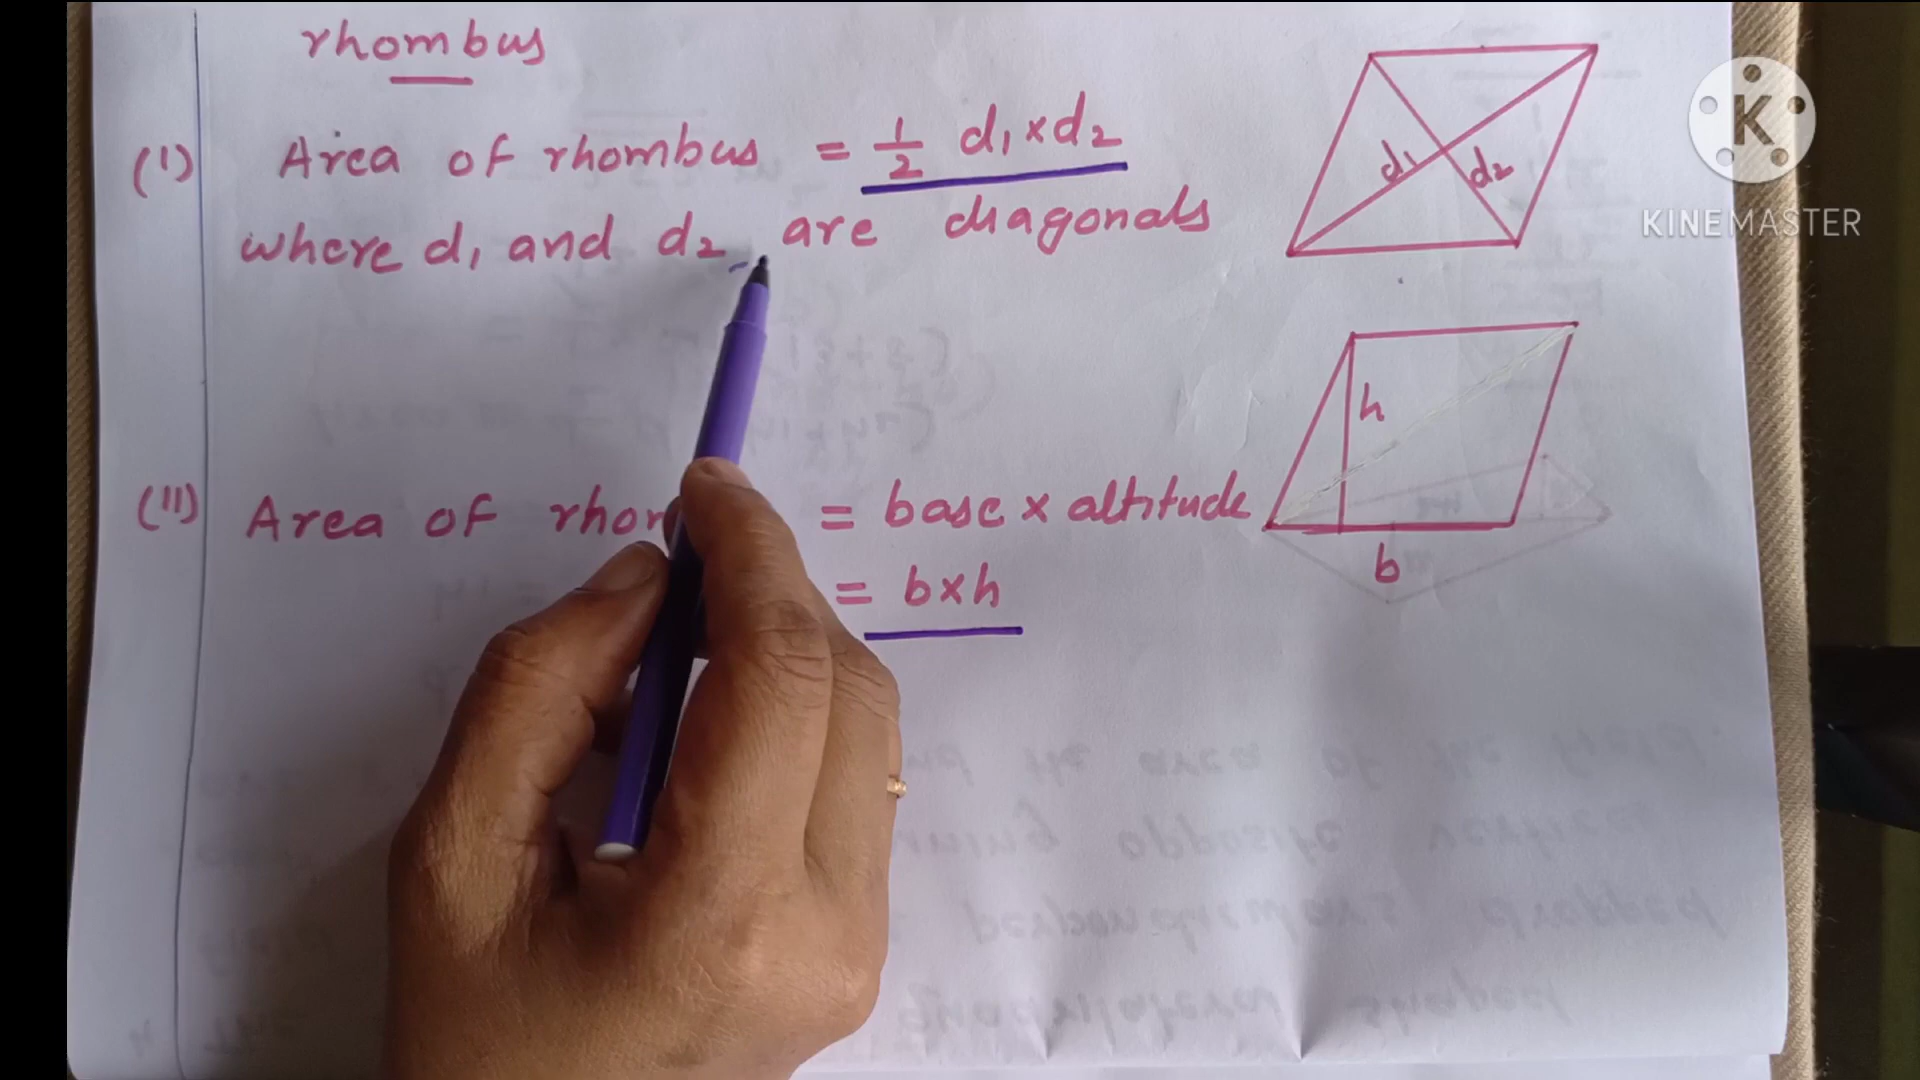 rhombus
(I) Area of rhombus = 1/2 d₁ x d₂
where d₁ and d₂ are diagonals
d₁ d₂
K
KINEMASTER
h
(II) Area of rhom = base x altitude
= b x h
b